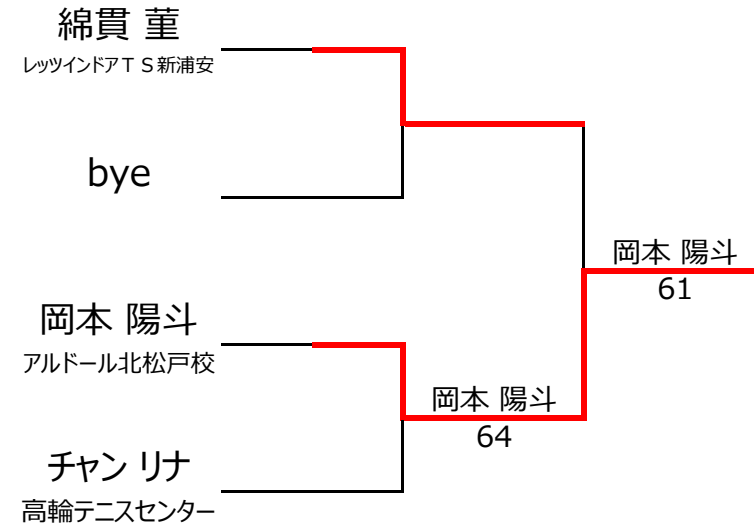 綿貫 菫
レッツインドアＴＳ新浦安
bye
岡本 陽斗
61
岡本 陽斗
アルドール北松戸校
岡本 陽斗
64
チャン リナ
高輪テニスセンター